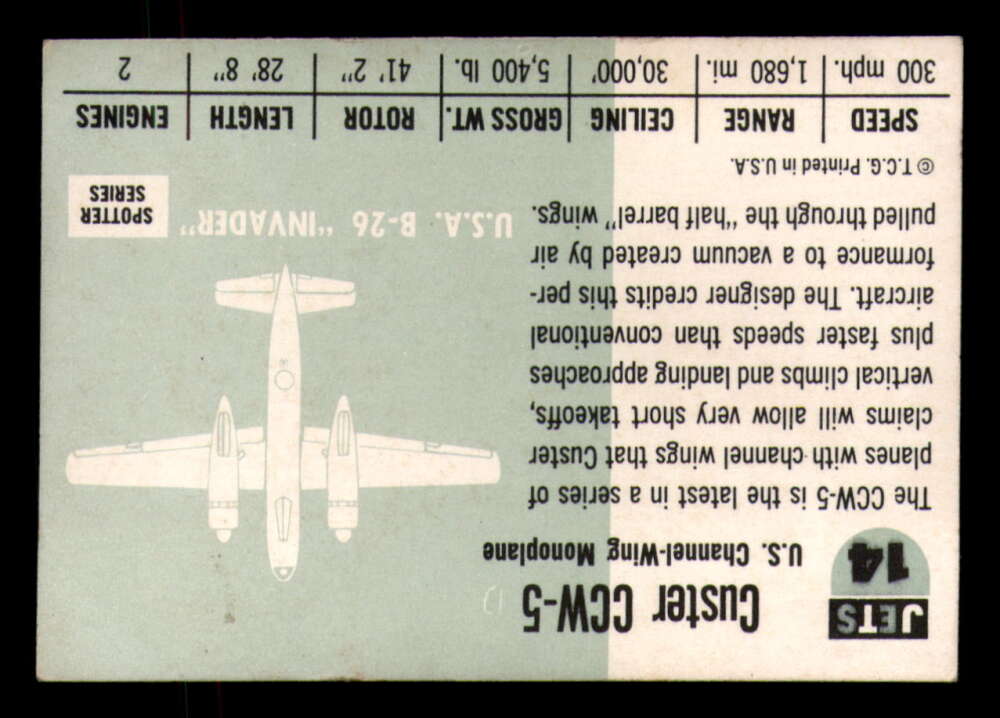 JETS
14
Custer CCW-5
U.S. Channel-Wing Monoplane
The CCW-5 is the latest in a series of
planes with channel wings that Custer
claims will allow very short takeoffs,
vertical climbs and landing approaches
plus faster speeds than conventional
aircraft. The designer credits this per-
formance to a vacuum created by air
pulled through the “half barrel” wings.
© T.C.G. Printed in U.S.A.
U.S.A. B-26 “INVADER”
SPOTTER
SERIES
SPEED RANGE CEILING GROSS WT. ROTOR LENGTH ENGINES
300 mph. 1,680 mi. 30,000' 5,400 lb. 41' 2" 28' 8" 2